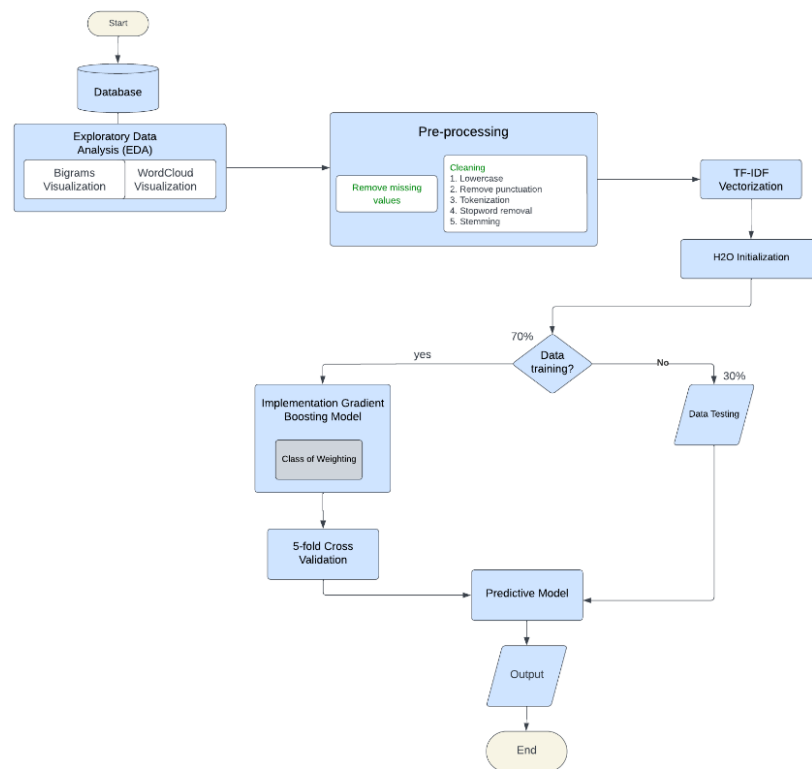 Start
Database
Exploratory Data
Analysis (EDA)
Bigrams
Visualization
WordCloud
Visualization
Pre-processing
Remove missing
values
Cleaning
1. Lowercase
2. Remove punctuation
3. Tokenization
4. Stopword removal
5. Stemming
TF-IDF
Vectorization
H2O Initialization
70%
Data
training?
yes
No
30%
Implementation Gradient
Boosting Model
Class of Weighting
Data Testing
5-fold Cross
Validation
Predictive Model
Output
End